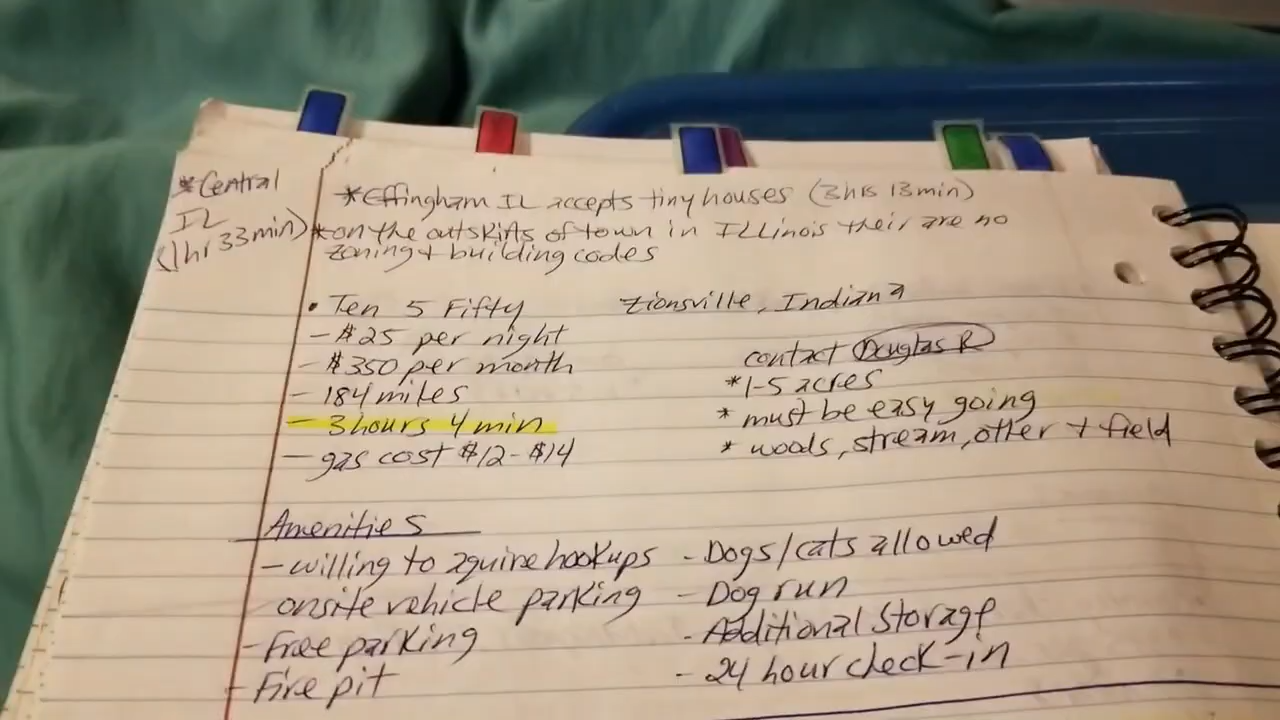 *Central
IL
(1hr 33min)
*Effingham IL accepts tiny houses (3hrs 13min)
*on the outskirts of town in Illinois their are no
zoning + building codes
• Ten 5 Fifty
zionsville, Indiana
- $25 per night
- $350 per month
- 184 miles
- 3 hours 4 min
- gas cost $12-$14
contact Douglas R
*1-5 acres
* must be easy going
* woods, stream, otter + field
Amenities
- willing to aquire hookups
onsite vehicle parking
- Free parking
- Fire pit
- Dogs/cats allowed
- Dog run
- Additional Storage
- 24 hour check-in